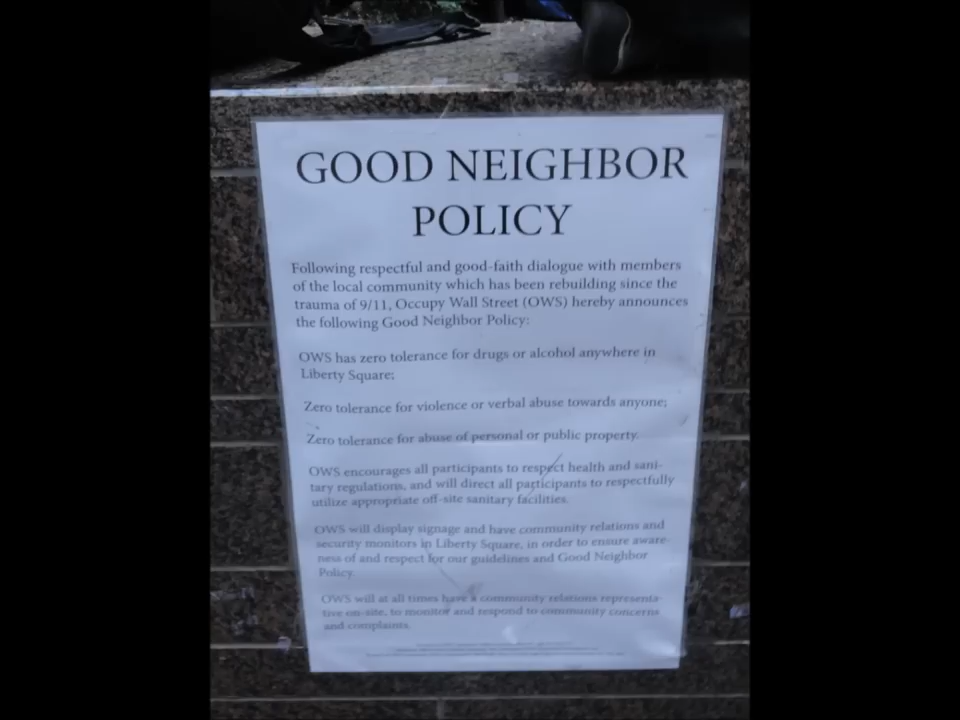 GOOD NEIGHBOR
POLICY
Following respectful and good-faith dialogue with members
of the local community which has been rebuilding since the
trauma of 9/11, Occupy Wall Street (OWS) hereby announces
the following Good Neighbor Policy:
OWS has zero tolerance for drugs or alcohol anywhere in
Liberty Square;
Zero tolerance for violence or verbal abuse towards anyone;
Zero tolerance for abuse of personal or public property.
OWS encourages all participants to respect health and sani-
tary regulations, and will direct all participants to respectfully
utilize appropriate off-site sanitary facilities.
OWS will display signage and have community relations and
security monitors in Liberty Square, in order to ensure aware-
ness of and respect for our guidelines and Good Neighbor
Policy.
OWS will at all times have a community relations representa-
tive on-site, to monitor and respond to community concerns
and complaints.